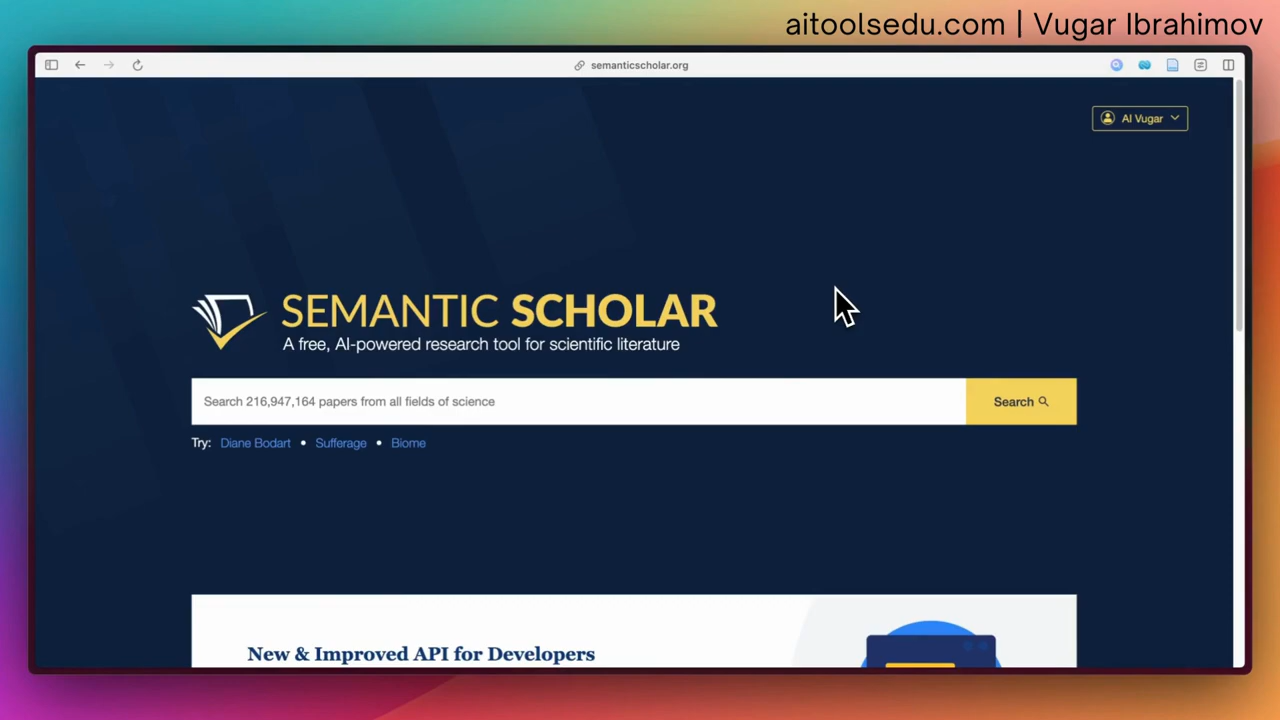 aitoolsedu.com | Vugar Ibrahimov
semanticscholar.org
AI Vugar
SEMANTIC SCHOLAR
A free, AI-powered research tool for scientific literature
Search 216,947,164 papers from all fields of science
Search
Try: Diane Bodart • Sufferage • Biome
New & Improved API for Developers